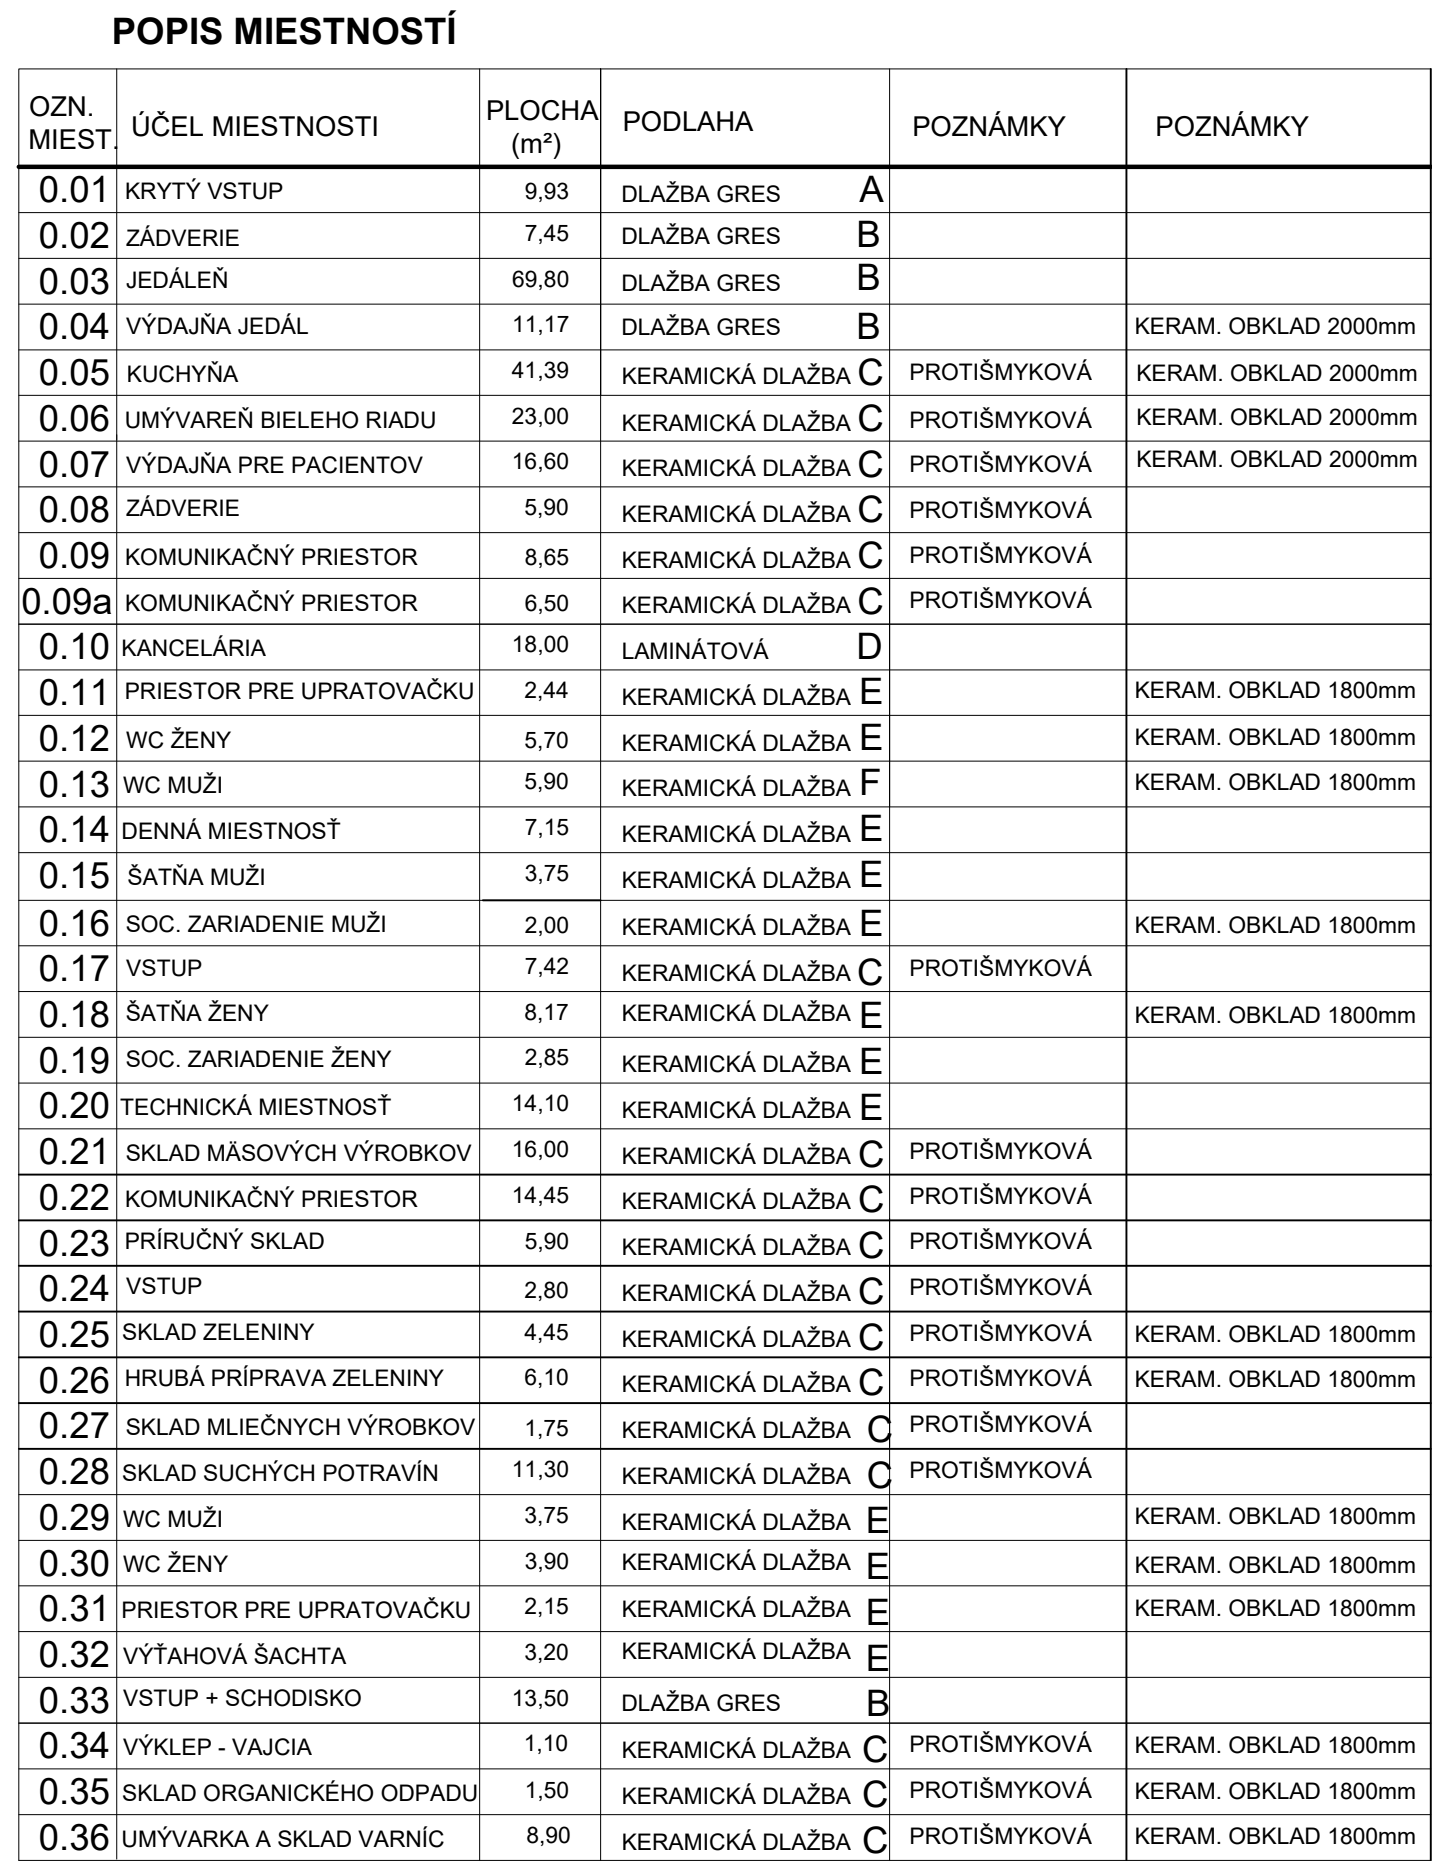 POPIS MIESTNOSTÍ
OZN. MIEST. ÚČEL MIESTNOSTI PLOCHA (m²) PODLAHA POZNÁMKY POZNÁMKY
0.01 KRYTÝ VSTUP 9,93 DLAŽBA GRES A
0.02 ZÁDVERIE 7,45 DLAŽBA GRES B
0.03 JEDÁLEŇ 69,80 DLAŽBA GRES B
0.04 VÝDAJŇA JEDÁL 11,17 DLAŽBA GRES B KERAM. OBKLAD 2000mm
0.05 KUCHYŇA 41,39 KERAMICKÁ DLAŽBA C PROTIŠMYKOVÁ KERAM. OBKLAD 2000mm
0.06 UMÝVAREŇ BIELEHO RIADU 23,00 KERAMICKÁ DLAŽBA C PROTIŠMYKOVÁ KERAM. OBKLAD 2000mm
0.07 VÝDAJŇA PRE PACIENTOV 16,60 KERAMICKÁ DLAŽBA C PROTIŠMYKOVÁ KERAM. OBKLAD 2000mm
0.08 ZÁDVERIE 5,90 KERAMICKÁ DLAŽBA C PROTIŠMYKOVÁ
0.09 KOMUNIKAČNÝ PRIESTOR 8,65 KERAMICKÁ DLAŽBA C PROTIŠMYKOVÁ
0.09a KOMUNIKAČNÝ PRIESTOR 6,50 KERAMICKÁ DLAŽBA C PROTIŠMYKOVÁ
0.10 KANCELÁRIA 18,00 LAMINÁTOVÁ D
0.11 PRIESTOR PRE UPRATOVAČKU 2,44 KERAMICKÁ DLAŽBA E KERAM. OBKLAD 1800mm
0.12 WC ŽENY 5,70 KERAMICKÁ DLAŽBA E KERAM. OBKLAD 1800mm
0.13 WC MUŽI 5,90 KERAMICKÁ DLAŽBA F KERAM. OBKLAD 1800mm
0.14 DENNÁ MIESTNOSŤ 7,15 KERAMICKÁ DLAŽBA E
0.15 ŠATŇA MUŽI 3,75 KERAMICKÁ DLAŽBA E
0.16 SOC. ZARIADENIE MUŽI 2,00 KERAMICKÁ DLAŽBA E KERAM. OBKLAD 1800mm
0.17 VSTUP 7,42 KERAMICKÁ DLAŽBA C PROTIŠMYKOVÁ
0.18 ŠATŇA ŽENY 8,17 KERAMICKÁ DLAŽBA E KERAM. OBKLAD 1800mm
0.19 SOC. ZARIADENIE ŽENY 2,85 KERAMICKÁ DLAŽBA E
0.20 TECHNICKÁ MIESTNOSŤ 14,10 KERAMICKÁ DLAŽBA E
0.21 SKLAD MÄSOVÝCH VÝROBKOV 16,00 KERAMICKÁ DLAŽBA C PROTIŠMYKOVÁ
0.22 KOMUNIKAČNÝ PRIESTOR 14,45 KERAMICKÁ DLAŽBA C PROTIŠMYKOVÁ
0.23 PRÍRUČNÝ SKLAD 5,90 KERAMICKÁ DLAŽBA C PROTIŠMYKOVÁ
0.24 VSTUP 2,80 KERAMICKÁ DLAŽBA C PROTIŠMYKOVÁ
0.25 SKLAD ZELENINY 4,45 KERAMICKÁ DLAŽBA C PROTIŠMYKOVÁ KERAM. OBKLAD 1800mm
0.26 HRUBÁ PRÍPRAVA ZELENINY 6,10 KERAMICKÁ DLAŽBA C PROTIŠMYKOVÁ KERAM. OBKLAD 1800mm
0.27 SKLAD MLIEČNYCH VÝROBKOV 1,75 KERAMICKÁ DLAŽBA C PROTIŠMYKOVÁ
0.28 SKLAD SUCHÝCH POTRAVÍN 11,30 KERAMICKÁ DLAŽBA C PROTIŠMYKOVÁ
0.29 WC MUŽI 3,75 KERAMICKÁ DLAŽBA E KERAM. OBKLAD 1800mm
0.30 WC ŽENY 3,90 KERAMICKÁ DLAŽBA E KERAM. OBKLAD 1800mm
0.31 PRIESTOR PRE UPRATOVAČKU 2,15 KERAMICKÁ DLAŽBA E KERAM. OBKLAD 1800mm
0.32 VÝŤAHOVÁ ŠACHTA 3,20 KERAMICKÁ DLAŽBA E
0.33 VSTUP + SCHODISKO 13,50 DLAŽBA GRES B
0.34 VÝKLEP - VAJCIA 1,10 KERAMICKÁ DLAŽBA C PROTIŠMYKOVÁ KERAM. OBKLAD 1800mm
0.35 SKLAD ORGANICKÉHO ODPADU 1,50 KERAMICKÁ DLAŽBA C PROTIŠMYKOVÁ KERAM. OBKLAD 1800mm
0.36 UMÝVARKA A SKLAD VARNÍC 8,90 KERAMICKÁ DLAŽBA C PROTIŠMYKOVÁ KERAM. OBKLAD 1800mm